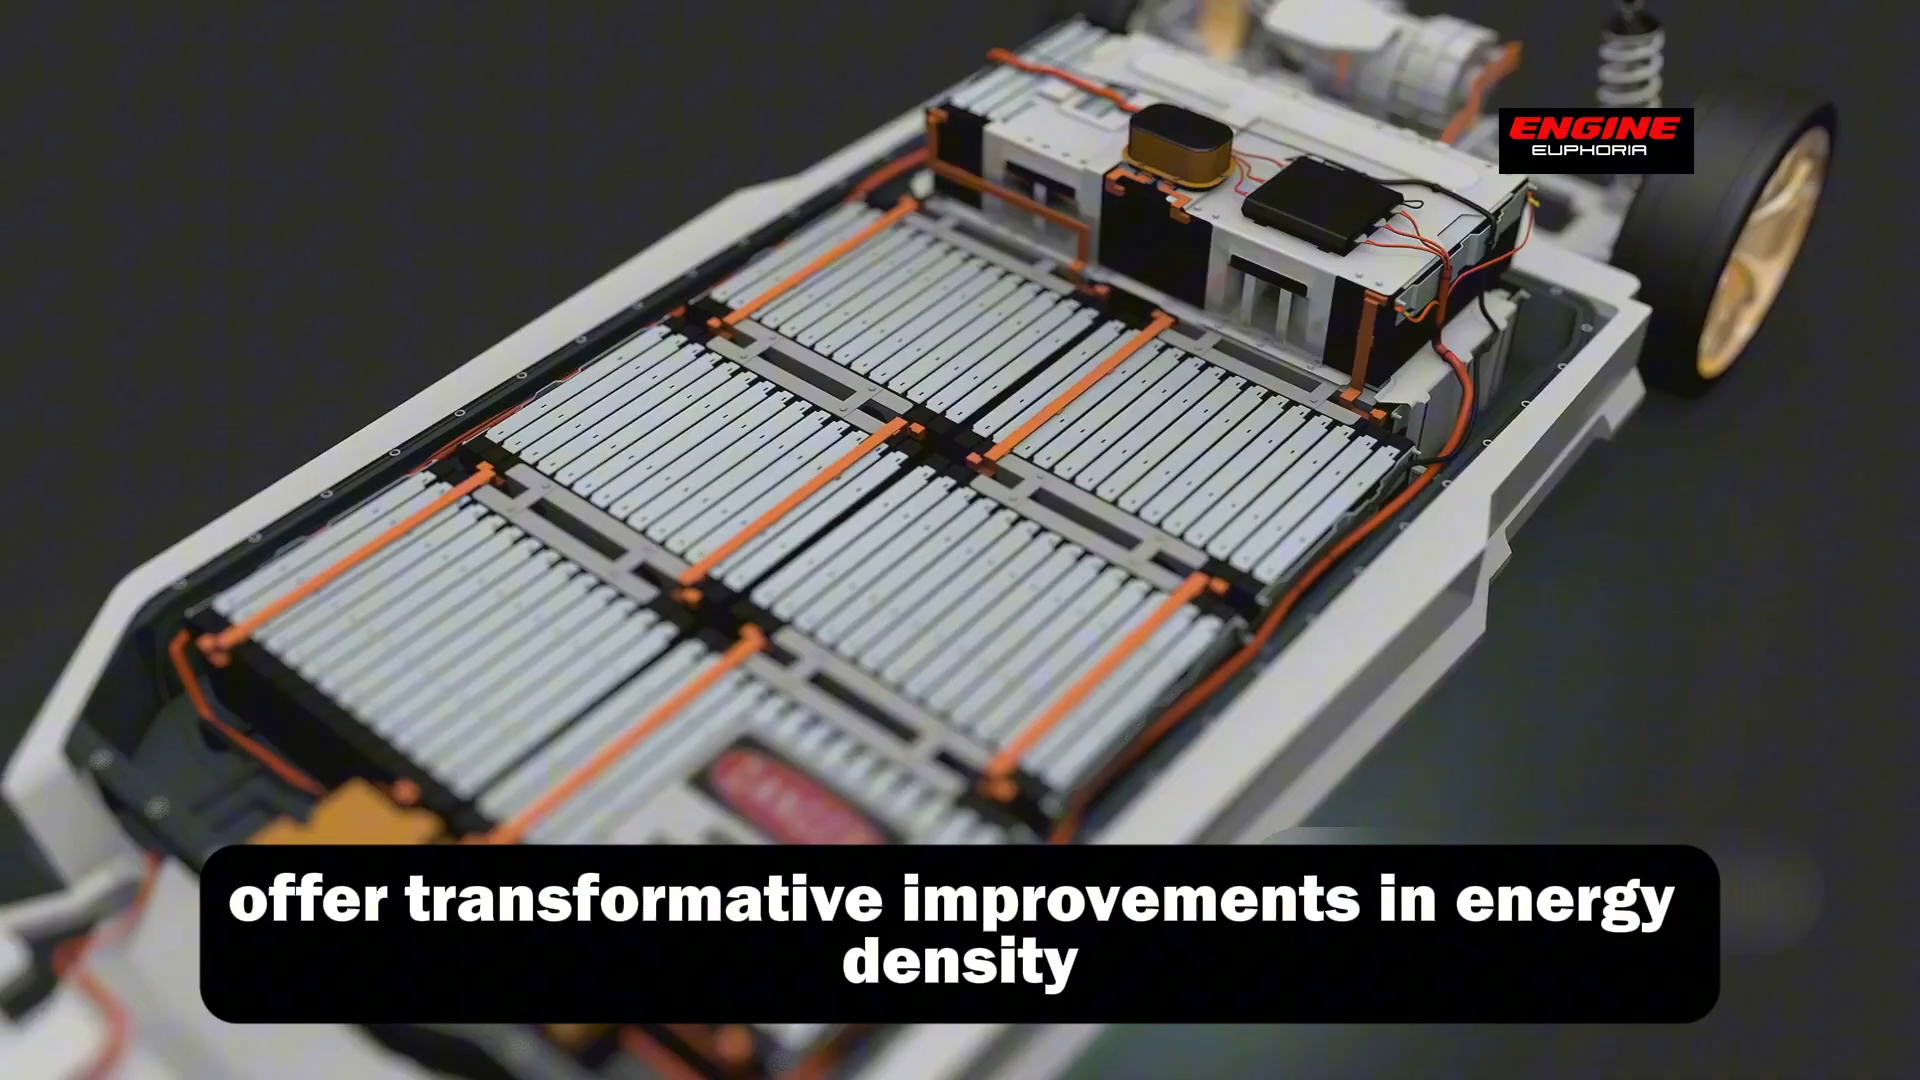 ENGINE
EUPHORIA
offer transformative improvements in energy
density